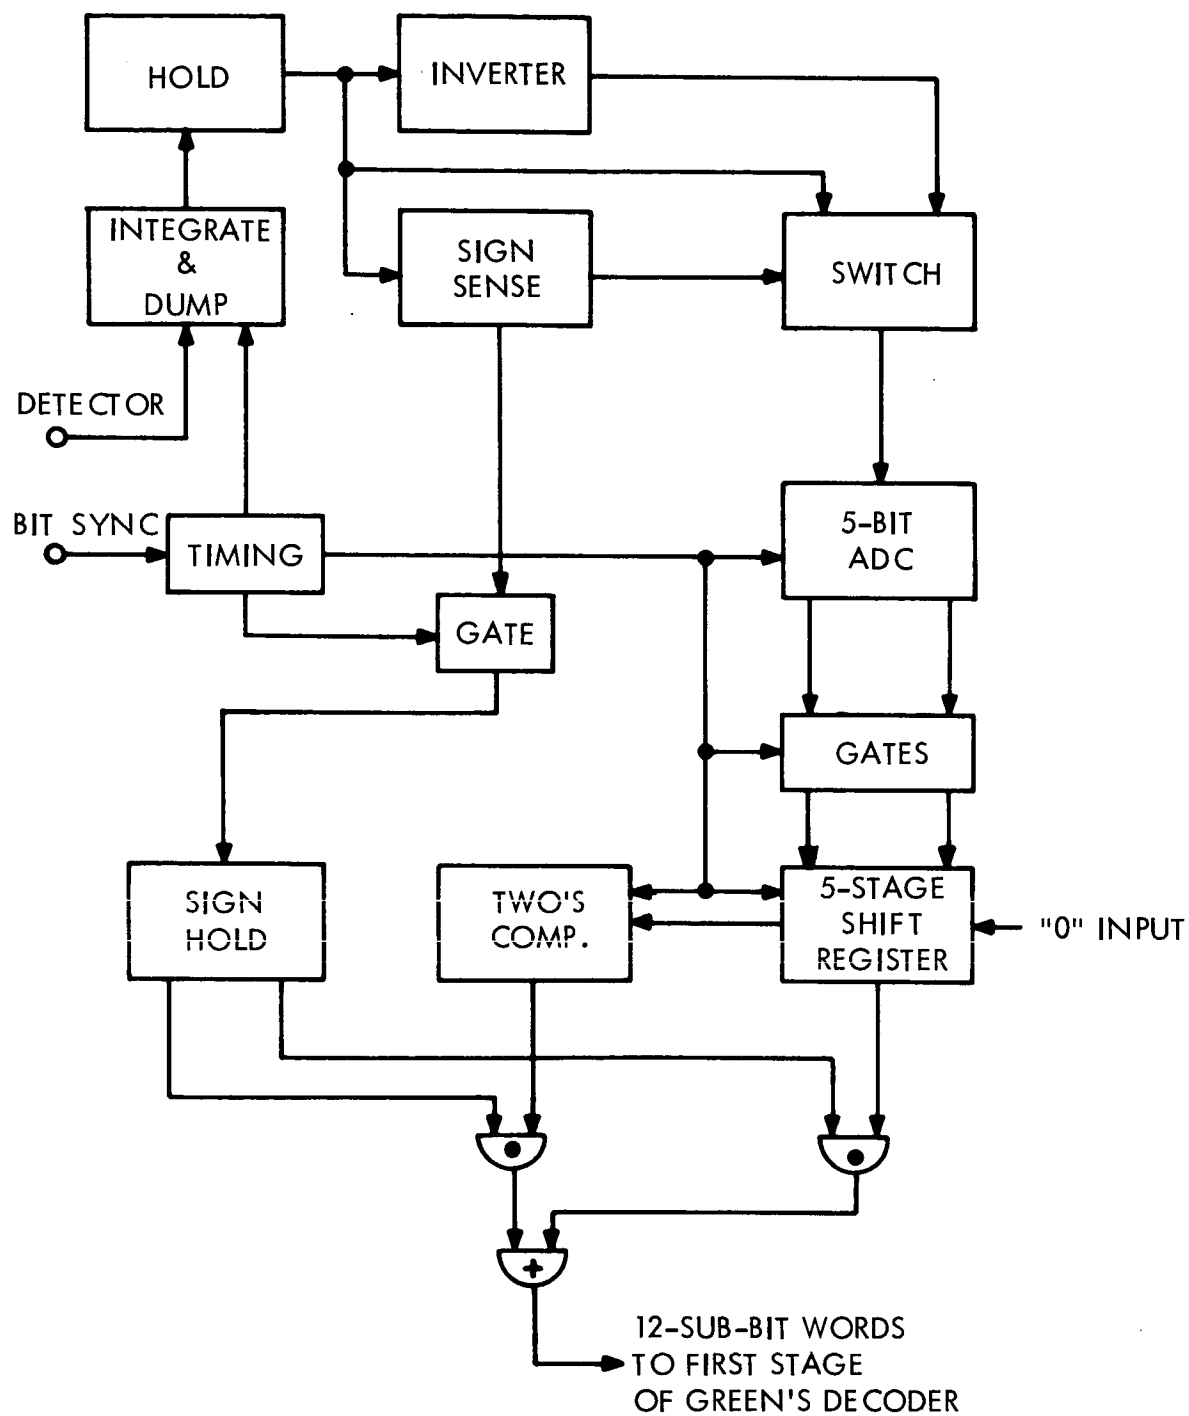 HOLD
INVERTER
INTEGRATE
&
DUMP
SIGN
SENSE
SWITCH
DETECTOR
BIT SYNC
TIMING
5-BIT
ADC
GATE
GATES
SIGN
HOLD
TWO'S
COMP.
5-STAGE
SHIFT
REGISTER
"0" INPUT
•
•
+
12-SUB-BIT WORDS
TO FIRST STAGE
OF GREEN'S DECODER